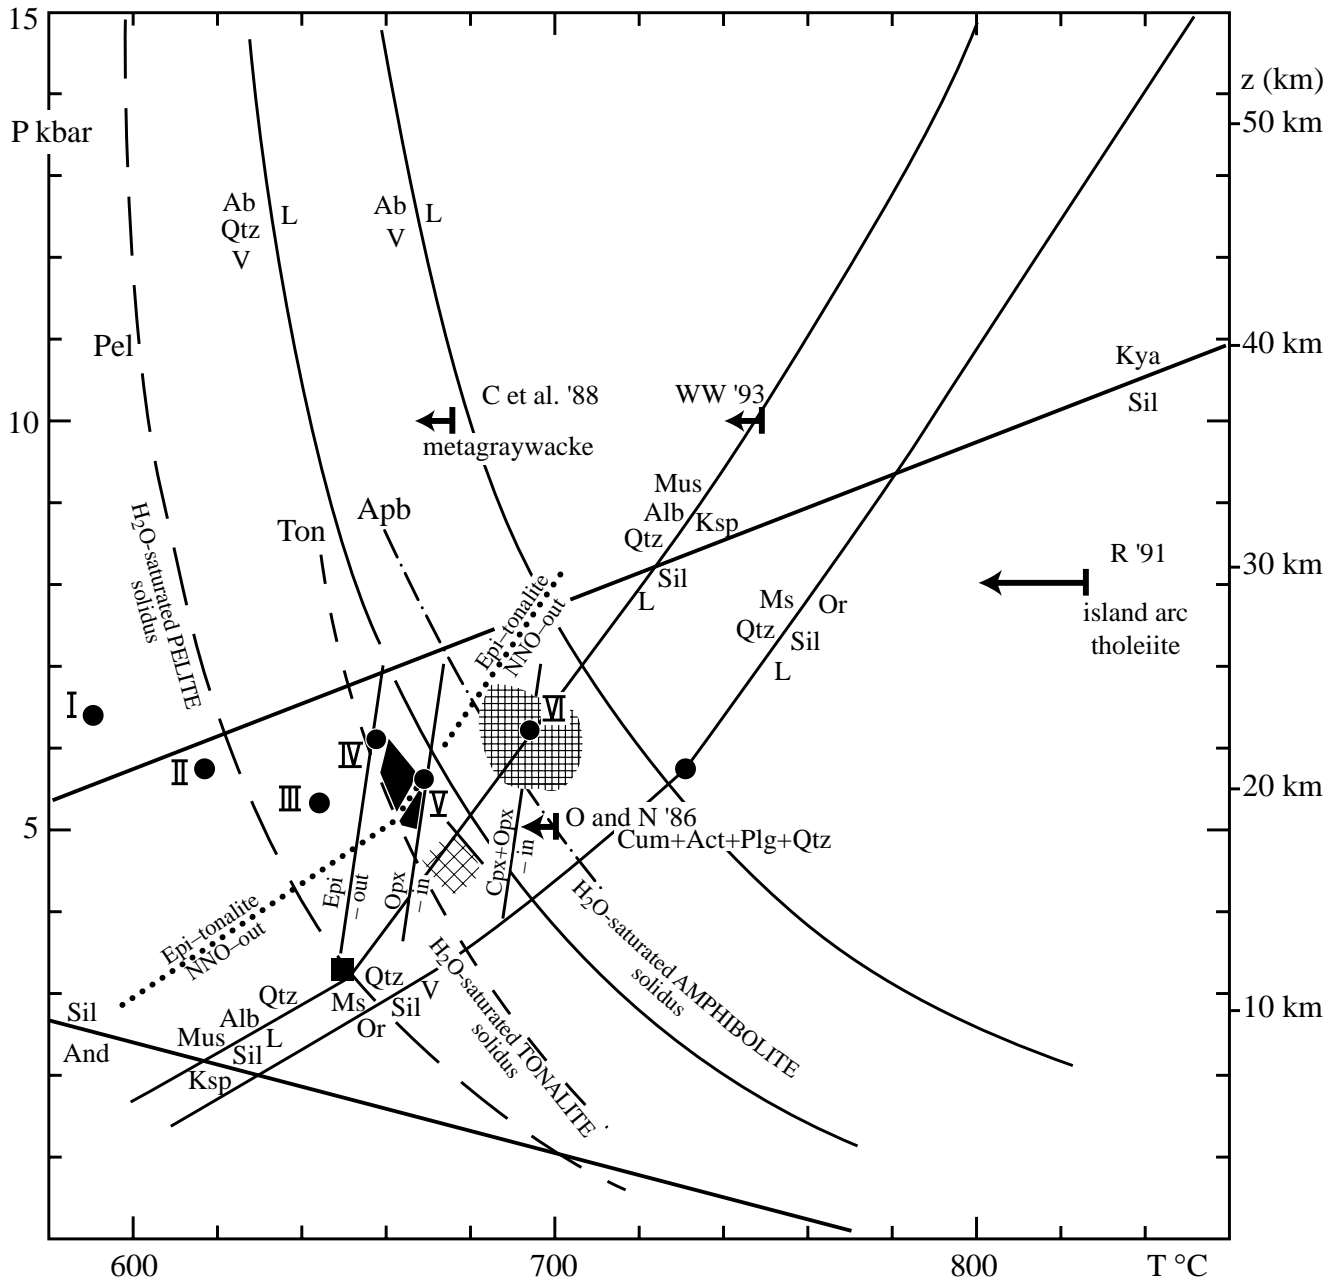 15
z (km)
P kbar
50 km
Ab
L
Qtz
V
Ab
L
V
Pel
40 km
Kya
Sil
C et al. '88
WW '93
10
metagraywacke
Mus
Alb
Ksp
Qtz
Sil
L
Apb
Ton
H2O-saturated PELITE
solidus
R '91
30 km
island arc
tholeiite
Ms
Or
Qtz
Sil
L
Epi–tonalite
NNO–out
I
VI
IV
II
III
V
20 km
O and N '86
Cum+Act+Plg+Qtz
5
Epi
– out
Opx
– in
Cpx+Opx
– in
Epi–tonalite
NNO–out
H2O-saturated AMPHIBOLITE
solidus
H2O-saturated TONALITE
solidus
Qtz
V
Qtz
Ms
Sil
Or
10 km
Sil
And
Alb
L
Mus
Sil
Ksp
600
700
800
T °C